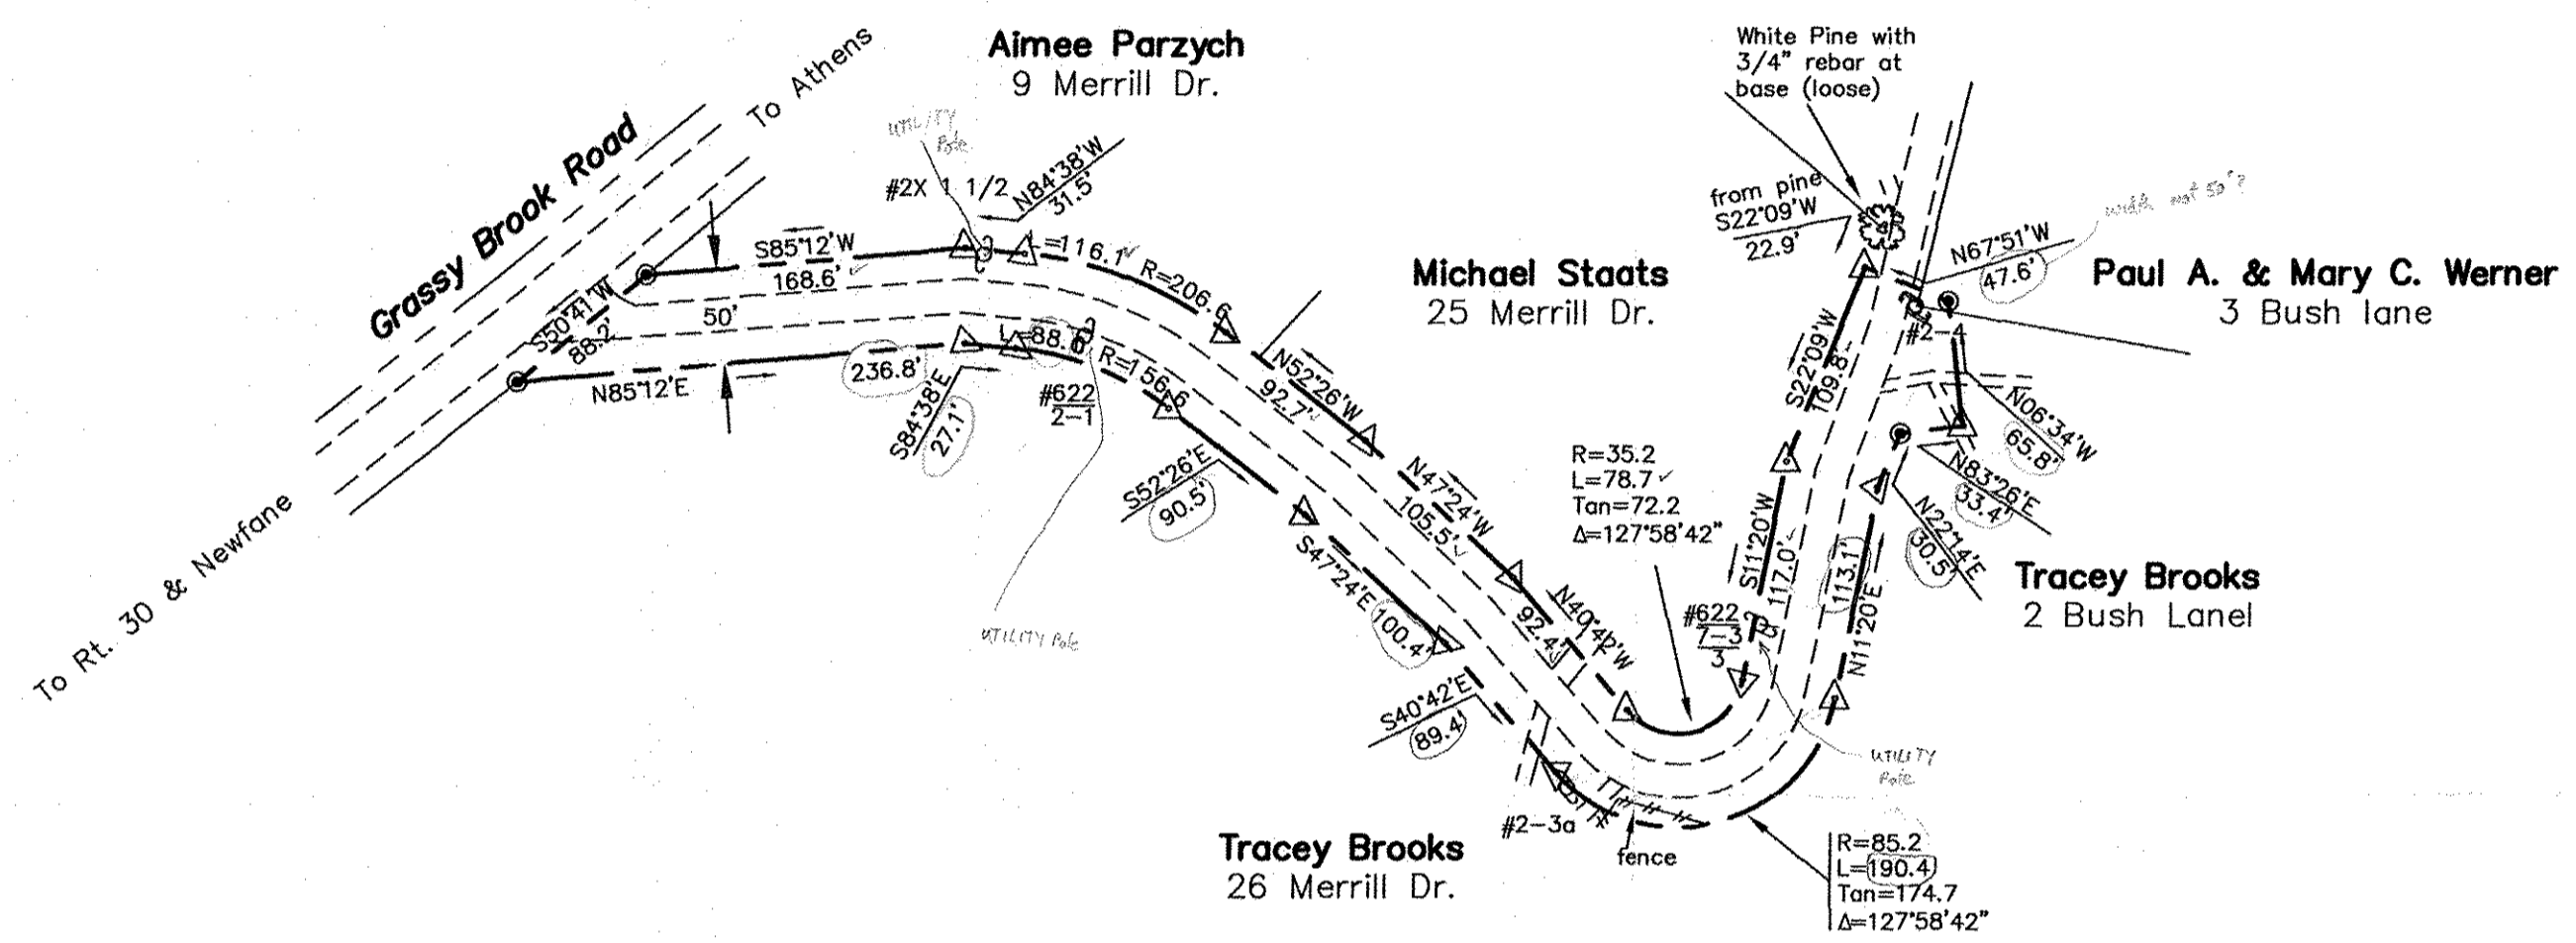 Aimee Parzych
9 Merrill Dr.
To Athens
Grassy Brook Road
To Rt. 30 & Newfane
UTILITY
Pole
#2X 1 1/2
N84°38'W
31.5'
S85°12'W
168.6'
S50°41'W
88.2'
50'
N85°12'E
236.8'
L=116.1'
R=206.6
L=88.0'
R=156.6
S84°38'E
27.1'
#622
2-1
UTILITY Pole
N52°26'W
92.7'
S52°26'E
90.5'
N47°24'W
105.5'
S47°24'E
100.4'
N40°42'W
92.4'
S40°42'E
89.4'
Michael Staats
25 Merrill Dr.
White Pine with
3/4" rebar at
base (loose)
from pine
S22°09'W
22.9'
width not 50'?
N67°51'W
47.6'
Paul A. & Mary C. Werner
3 Bush lane
#2-4
S22°09'W
109.8'
N06°34'W
65.8'
N83°26'E
33.4'
N22°14'E
30.5'
R=35.2
L=78.7
Tan=72.2
Δ=127°58'42"
S11°20'W
117.0'
113.1'
N11°20'E
#622
7-3
3
Tracey Brooks
2 Bush Lanel
UTILITY
Pole
#2-3a
fence
Tracey Brooks
26 Merrill Dr.
R=85.2
L=190.4
Tan=174.7
Δ=127°58'42"